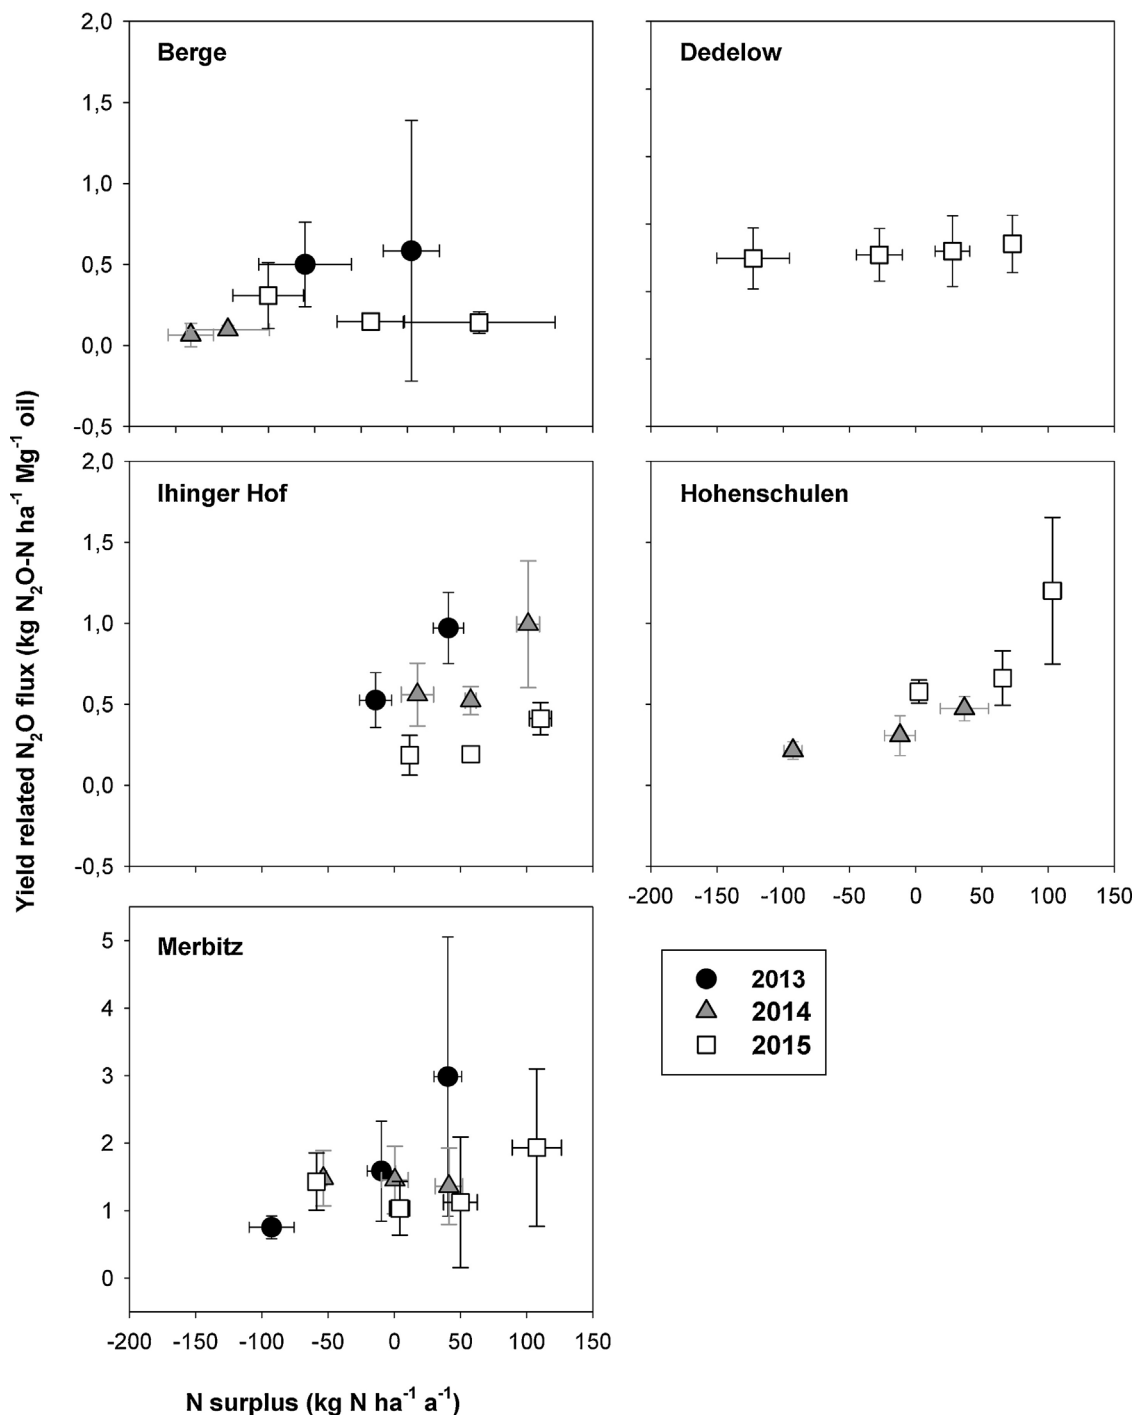 Yield related N₂O flux (kg N₂O-N ha⁻¹ Mg⁻¹ oil)
Berge
2,0
1,5
1,0
0,5
0,0
-0,5
Dedelow
Ihinger Hof
2,0
1,5
1,0
0,5
0,0
-0,5
Hohenschulen
-200 -100 -50 0 50 100 150
Merbitz
5
4
3
2
1
0
-200 -150 -100 -50 0 50 100 150
2013
2014
2015
N surplus (kg N ha⁻¹ a⁻¹)